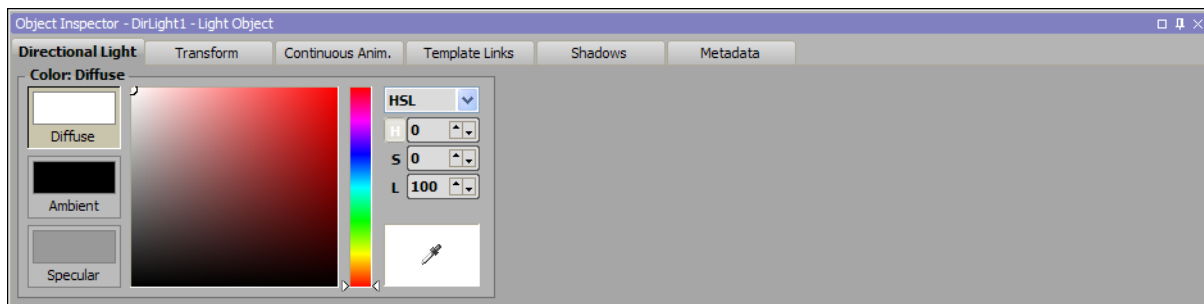 Object Inspector - DirLight1 - Light Object
Directional Light Transform Continuous Anim. Template Links Shadows Metadata
Color: Diffuse
Diffuse
Ambient
Specular
HSL
H 0
S 0
L 100